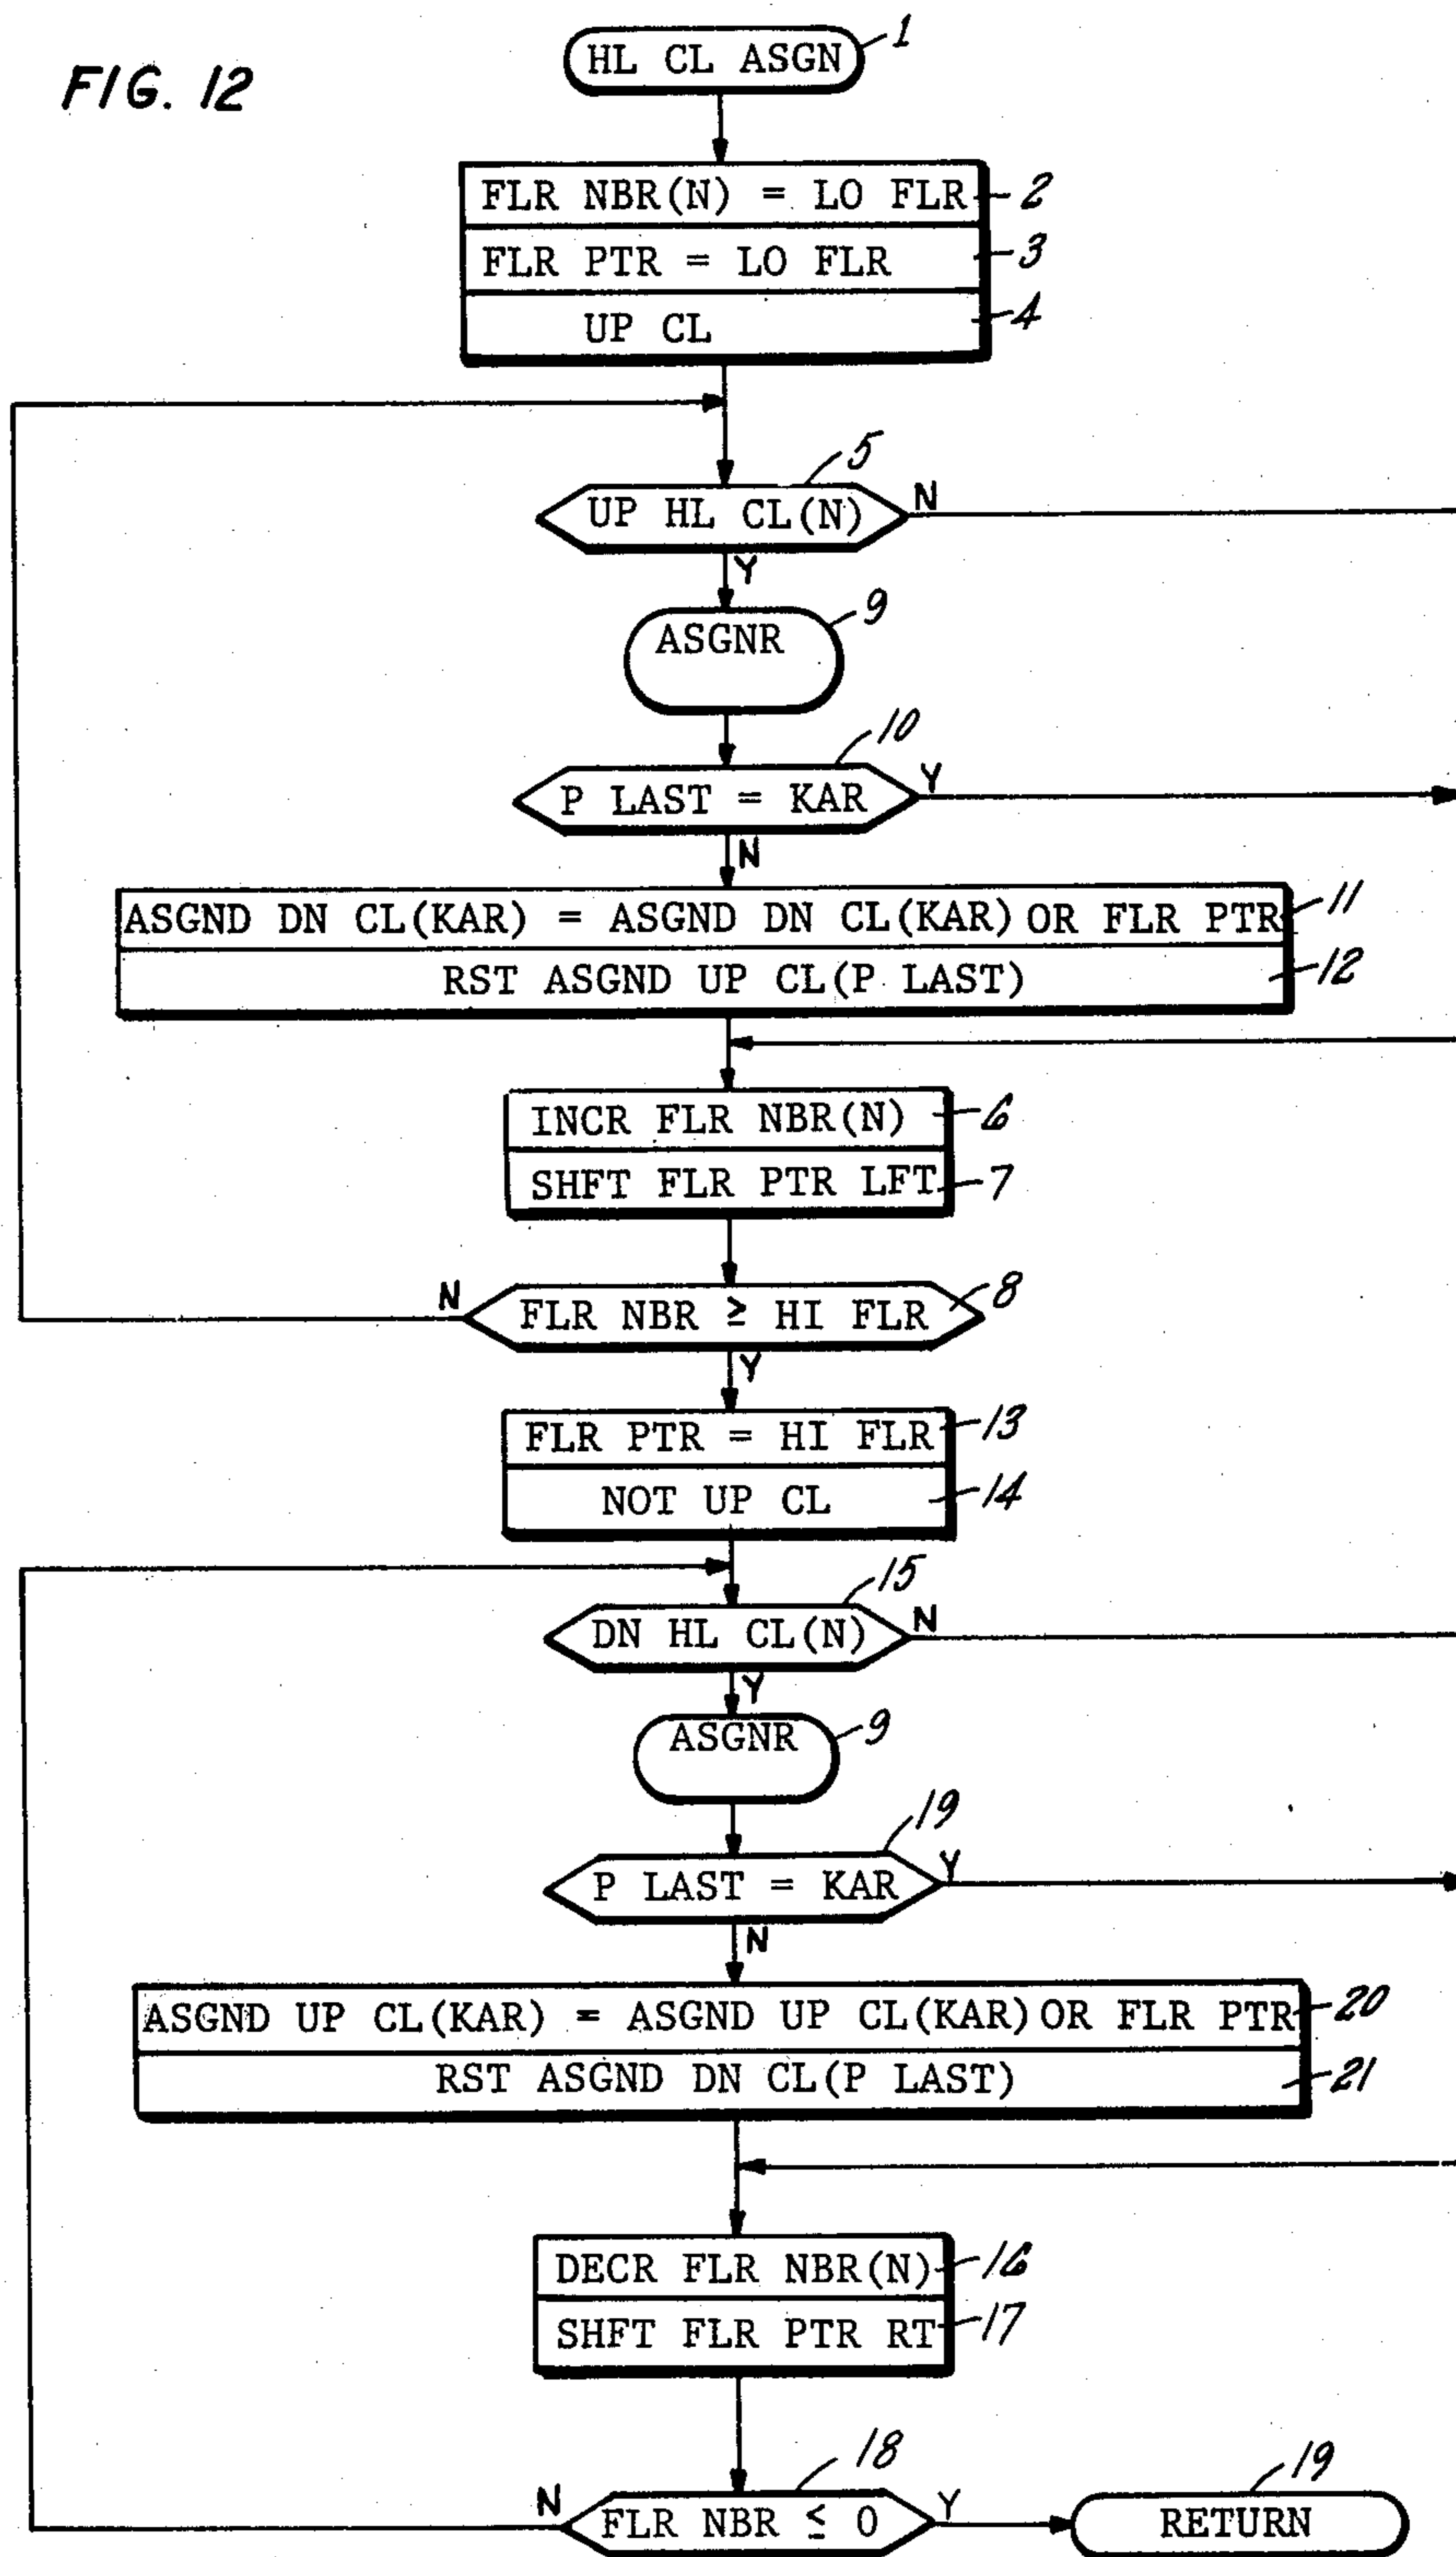 FIG. 12
HL CL ASGN 1
FLR NBR(N) = LO FLR 2
FLR PTR = LO FLR 3
UP CL 4
UP HL CL(N) 5
N
Y
ASGNR 9
P LAST = KAR 10
Y
N
ASGND DN CL(KAR) = ASGND DN CL(KAR) OR FLR PTR 11
RST ASGND UP CL(P LAST) 12
INCR FLR NBR(N) 6
SHFT FLR PTR LFT 7
N
FLR NBR ≥ HI FLR 8
Y
FLR PTR = HI FLR 13
NOT UP CL 14
DN HL CL(N) 15
N
Y
ASGNR 9
P LAST = KAR 19
Y
N
ASGND UP CL(KAR) = ASGND UP CL(KAR) OR FLR PTR 20
RST ASGND DN CL(P LAST) 21
DECR FLR NBR(N) 16
SHFT FLR PTR RT 17
N
FLR NBR ≤ 0 18
Y
RETURN 19